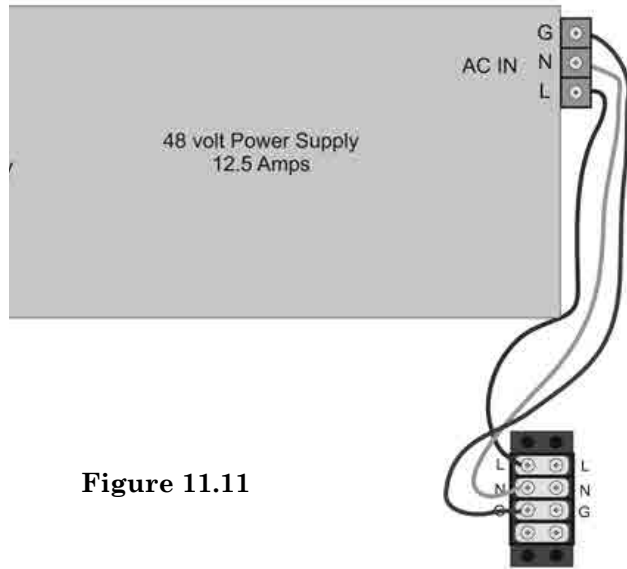 G
AC IN N
L
48 volt Power Supply
12.5 Amps
L L
N N
G G
Figure 11.11